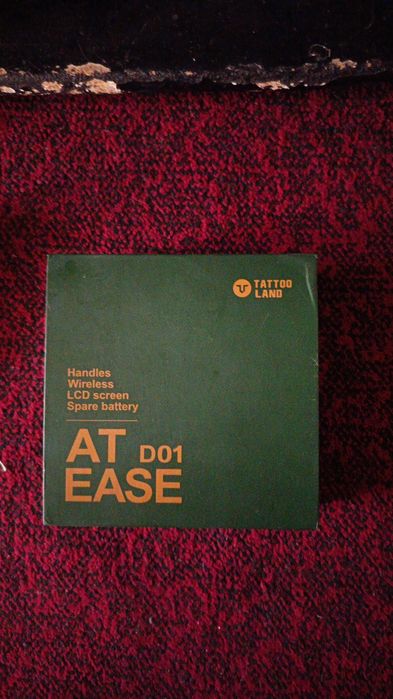 TATTOO
LAND
Handles
Wireless
LCD screen
Spare battery
AT D01
EASE